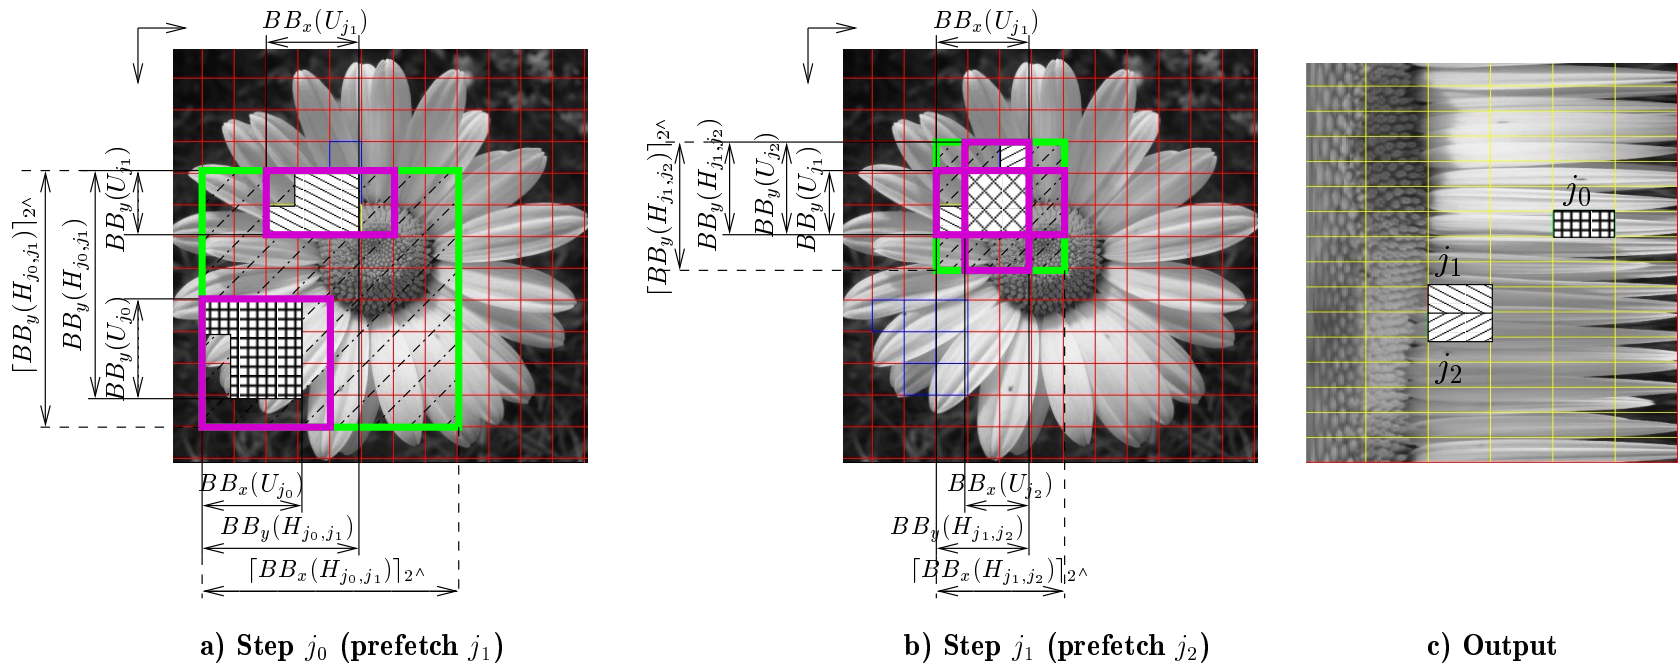 BB_x(U_{j_1})
⌈BB_y(H_{j_0,j_1})⌉_{2^}
BB_y(H_{j_0,j_1})
BB_y(U_{j_1})
BB_y(U_{j_0})
BB_x(U_{j_0})
BB_y(H_{j_0,j_1})
⌈BB_x(H_{j_0,j_1})⌉_{2^}
a) Step j_0 (prefetch j_1)
BB_x(U_{j_1})
⌈BB_y(H_{j_1,j_2})⌉_{2^}
BB_y(H_{j_1,j_2})
BB_y(U_{j_2})
BB_y(U_{j_1})
BB_x(U_{j_2})
BB_y(H_{j_1,j_2})
⌈BB_x(H_{j_1,j_2})⌉_{2^}
b) Step j_1 (prefetch j_2)
j_0
j_1
j_2
c) Output